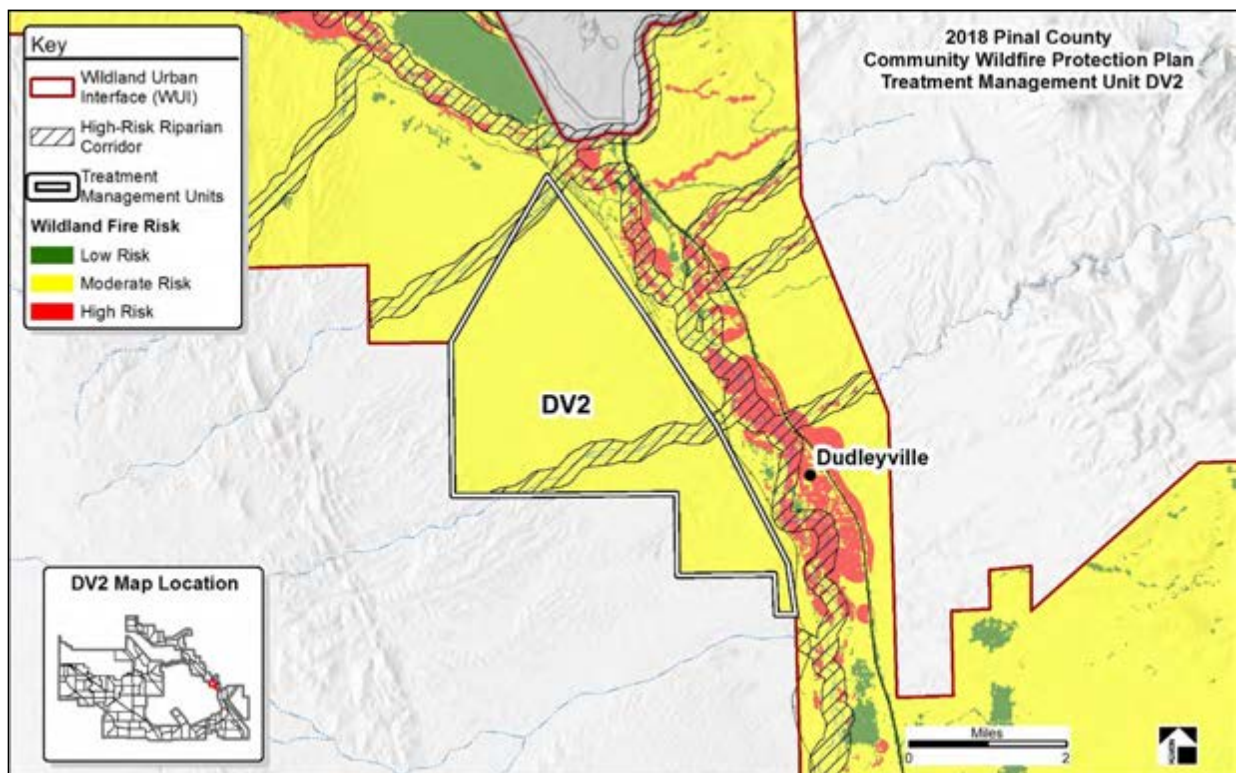 Key
Wildland Urban
Interface (WUI)
High-Risk Riparian
Corridor
Treatment
Management Units
Wildland Fire Risk
Low Risk
Moderate Risk
High Risk
2018 Pinal County
Community Wildfire Protection Plan
Treatment Management Unit DV2
DV2
Dudleyville
DV2 Map Location
Miles
0
2